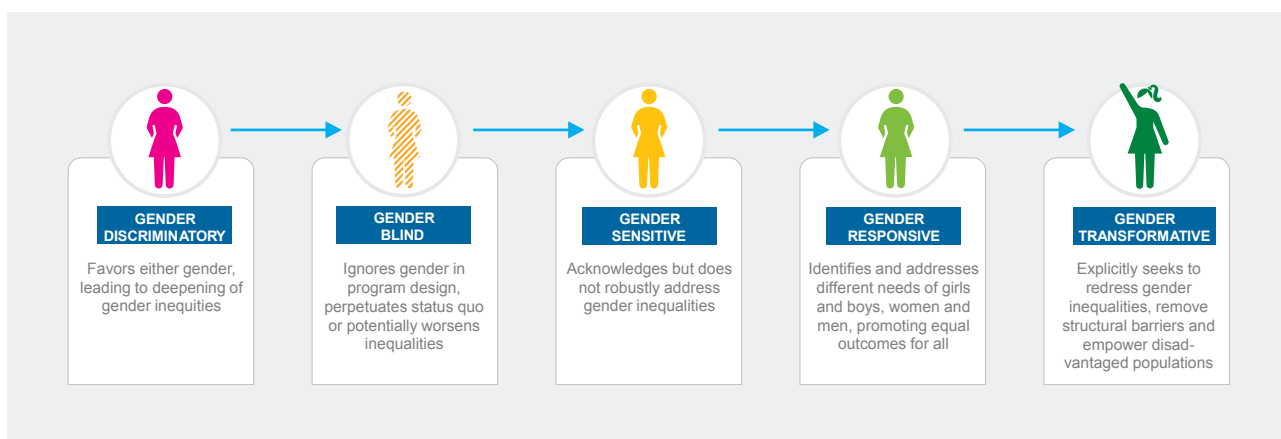 GENDER
DISCRIMINATORY
Favors either gender,
leading to deepening of
gender inequities
GENDER
BLIND
Ignores gender in
program design,
perpetuates status quo
or potentially worsens
inequalities
GENDER
SENSITIVE
Acknowledges but does
not robustly address
gender inequalities
GENDER
RESPONSIVE
Identifies and addresses
different needs of girls
and boys, women and
men, promoting equal
outcomes for all
GENDER
TRANSFORMATIVE
Explicitly seeks to
redress gender
inequalities, remove
structural barriers and
empower disad-
vantaged populations